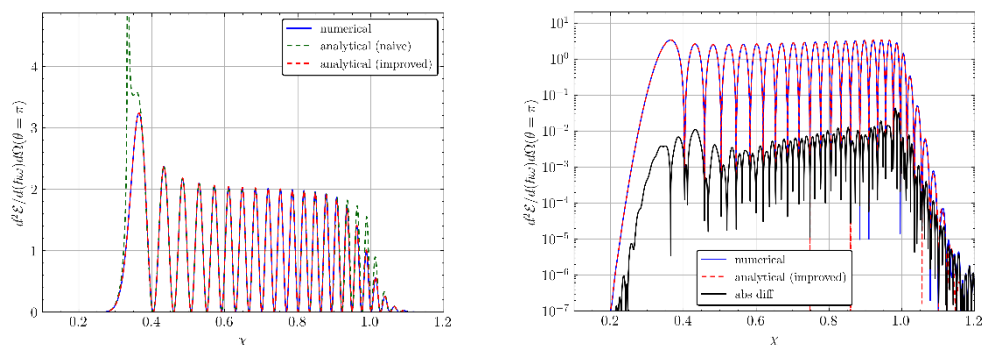 numerical
analytical (naive)
analytical (improved)
d²ℰ/d(ℏω)dΩ(θ = π)
4
3
2
1
0
0.2
0.4
0.6
0.8
1.0
1.2
χ
d²ℰ/d(ℏω)dΩ(θ = π)
10¹
10⁰
10⁻¹
10⁻²
10⁻³
10⁻⁴
10⁻⁵
10⁻⁶
10⁻⁷
numerical
analytical (improved)
abs diff
0.2
0.4
0.6
0.8
1.0
1.2
χ